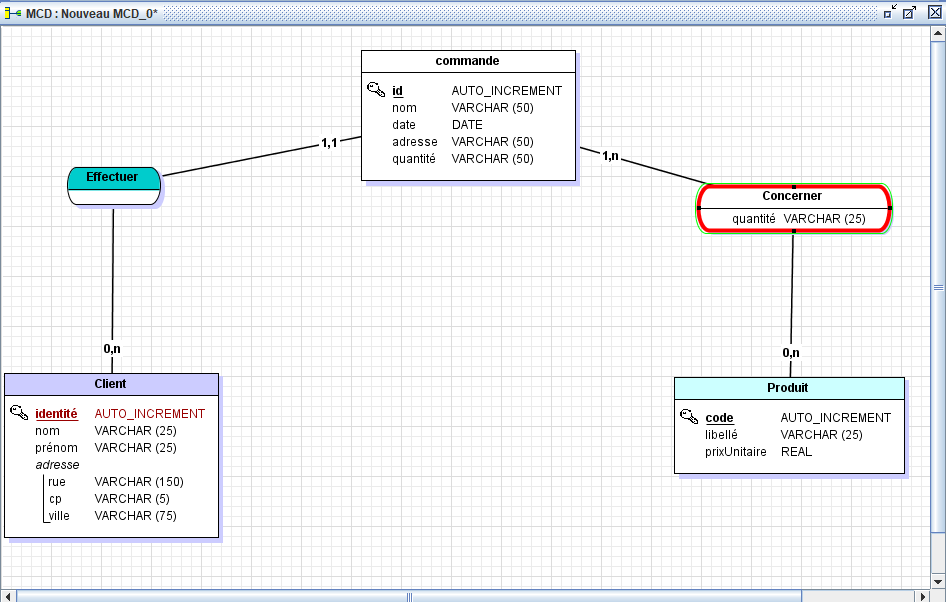 MCD : Nouveau MCD_0*
commande
id AUTO_INCREMENT
nom VARCHAR (50)
date DATE
adresse VARCHAR (50)
quantité VARCHAR (50)
1,1
1,n
Effectuer
Concerner
quantité VARCHAR (25)
0,n
0,n
Client
identité AUTO_INCREMENT
nom VARCHAR (25)
prénom VARCHAR (25)
adresse
rue VARCHAR (150)
cp VARCHAR (5)
ville VARCHAR (75)
Produit
code AUTO_INCREMENT
libellé VARCHAR (25)
prixUnitaire REAL